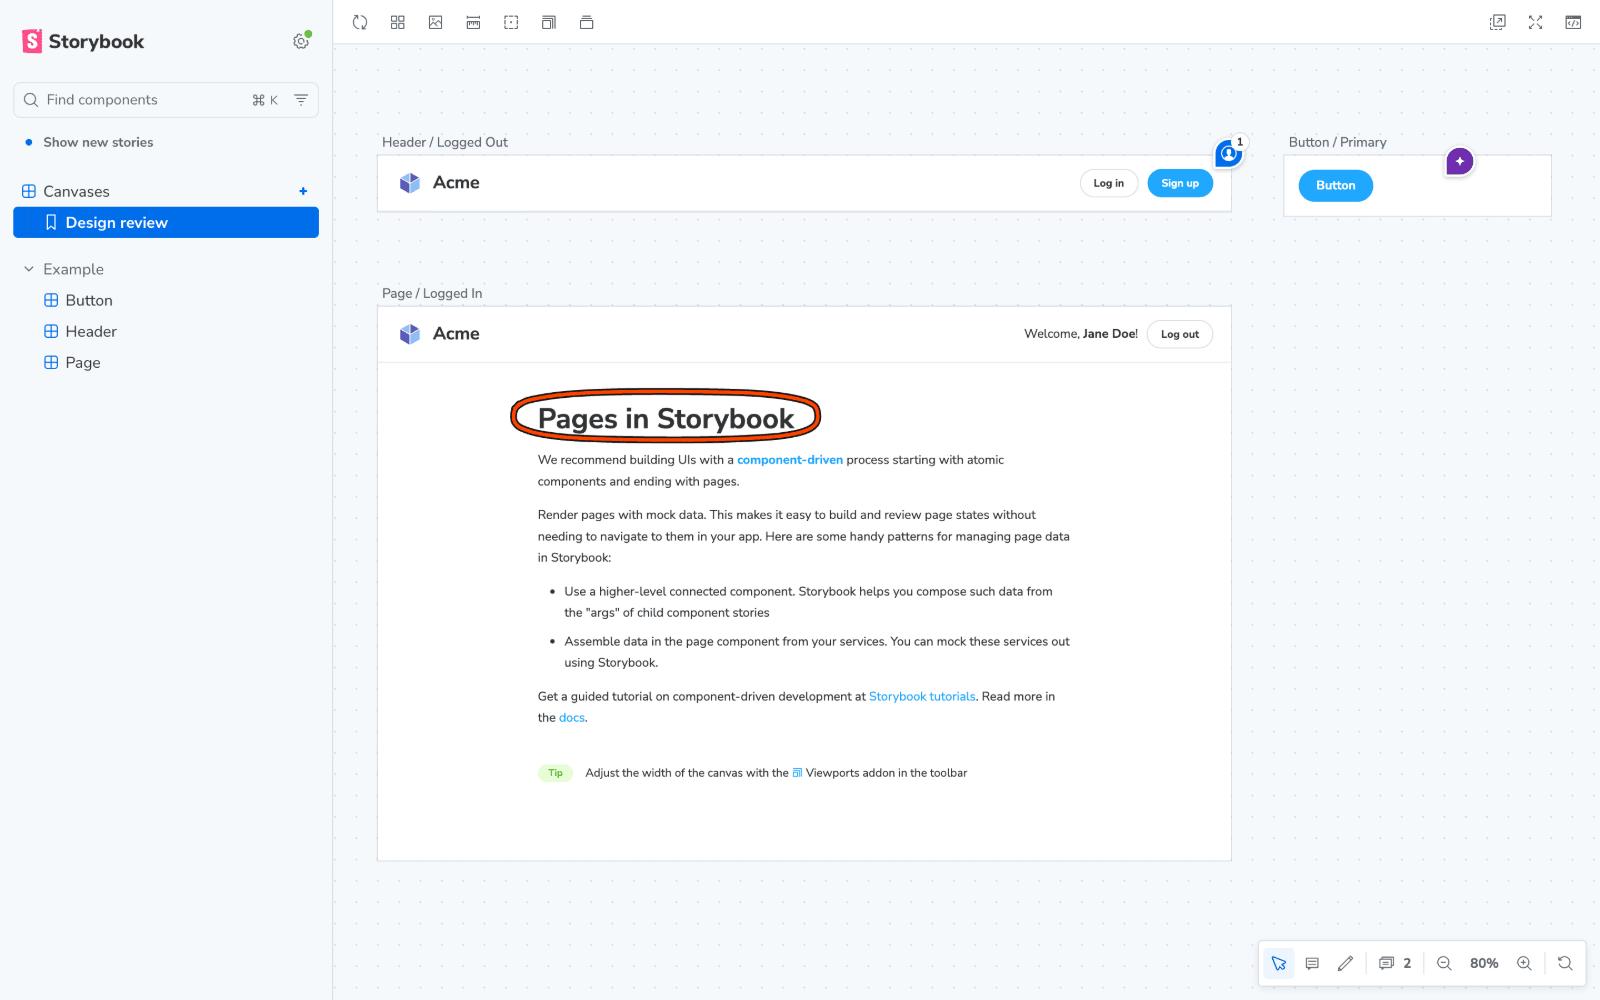 Storybook
Find components
⌘ K
Show new stories
Canvases
Design review
Example
Button
Header
Page
Header / Logged Out
1
Acme
Log in
Sign up
Button / Primary
Button
Page / Logged In
Acme
Welcome, Jane Doe!
Log out
Pages in Storybook
We recommend building UIs with a component-driven process starting with atomic
components and ending with pages.
Render pages with mock data. This makes it easy to build and review page states without
needing to navigate to them in your app. Here are some handy patterns for managing page data
in Storybook:
Use a higher-level connected component. Storybook helps you compose such data from
the "args" of child component stories
Assemble data in the page component from your services. You can mock these services out
using Storybook.
Get a guided tutorial on component-driven development at Storybook tutorials. Read more in
the docs.
Tip
Adjust the width of the canvas with the Viewports addon in the toolbar
2
80%